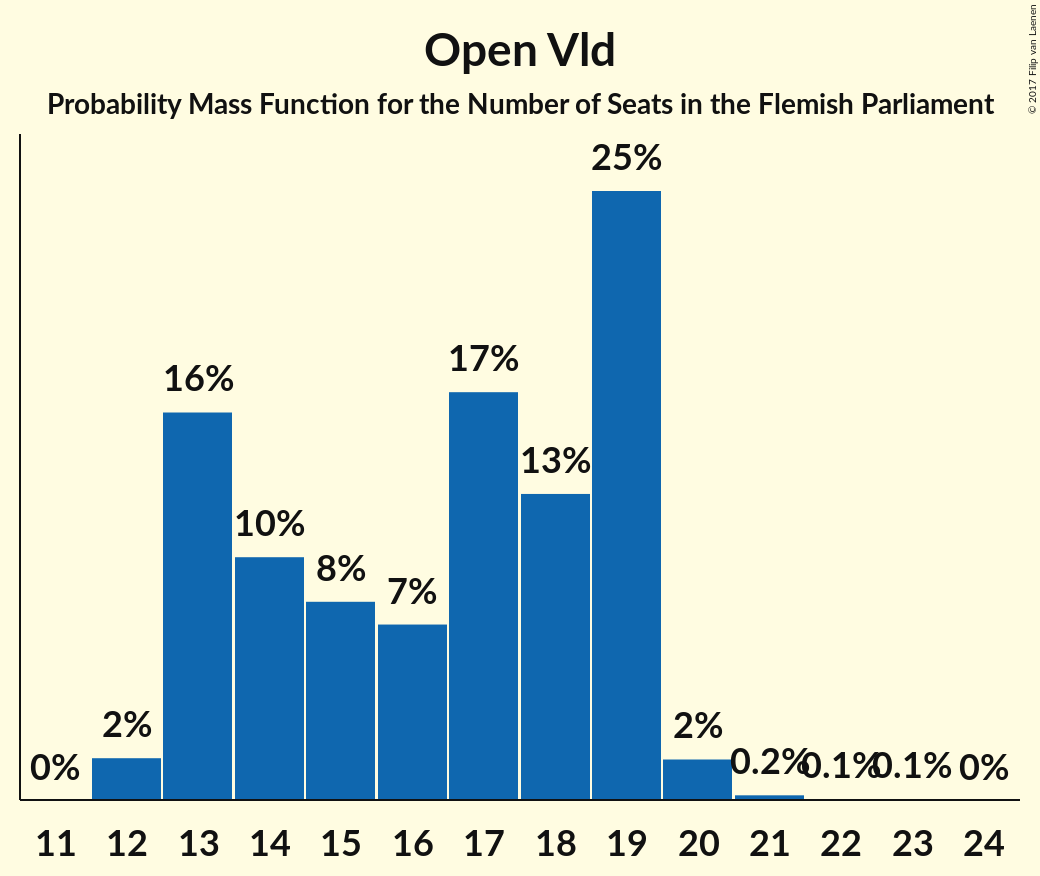 Open Vld
Probability Mass Function for the Number of Seats in the Flemish Parliament
© 2017 Filip van Laenen
0% 2% 16% 10% 8% 7% 17% 13% 25% 2% 0.2% 0.1% 0.1% 0%
11 12 13 14 15 16 17 18 19 20 21 22 23 24